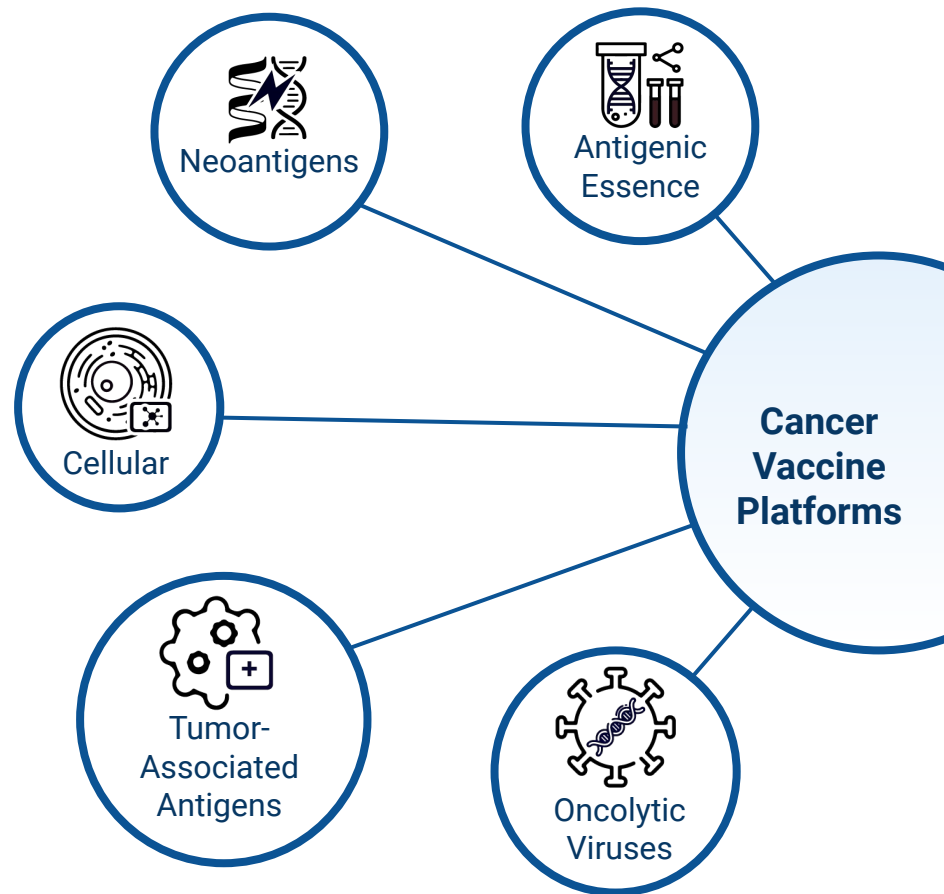 Neoantigens
Antigenic
Essence
Cellular
Cancer
Vaccine
Platforms
Tumor-
Associated
Antigens
Oncolytic
Viruses